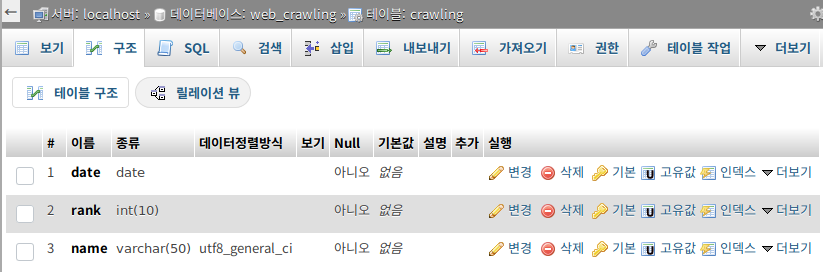 ← 서버: localhost » 데이터베이스: web_crawling » 테이블: crawling
보기 구조 SQL 검색 삽입 내보내기 가져오기 권한 테이블 작업 더보기
테이블 구조 릴레이션 뷰
# 이름 종류 데이터정렬방식 보기 Null 기본값 설명 추가 실행
1 date date 아니오 없음 변경 삭제 기본 고유값 인덱스 더보기
2 rank int(10) 아니오 없음 변경 삭제 기본 고유값 인덱스 더보기
3 name varchar(50) utf8_general_ci 아니오 없음 변경 삭제 기본 고유값 인덱스 더보기